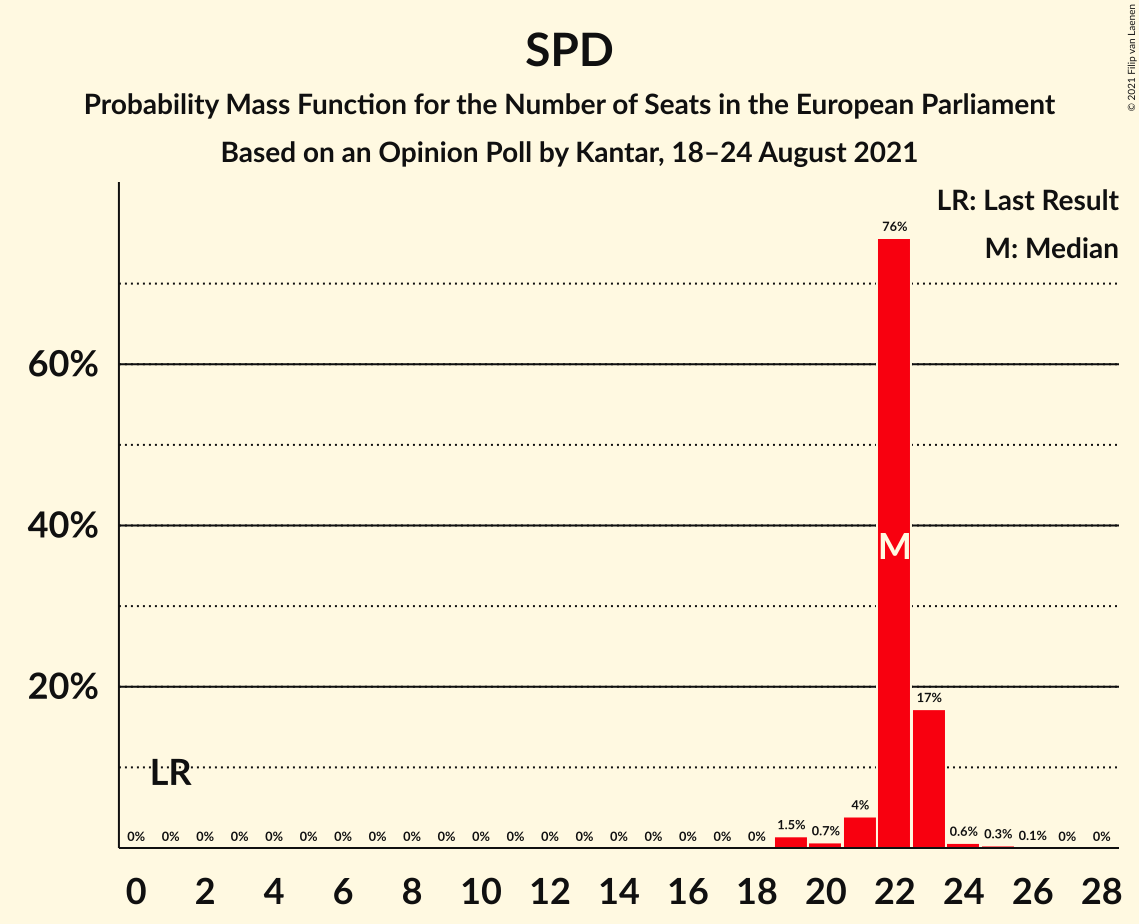 SPD
Probability Mass Function for the Number of Seats in the European Parliament
Based on an Opinion Poll by Kantar, 18–24 August 2021
© 2021 Filip van Laenen
LR: Last Result
M: Median
76%
60%
40%
M
20%
17%
LR
0% 0% 0% 0% 0% 0% 0% 0% 0% 0% 0% 0% 0% 0% 0% 0% 0% 0% 0% 1.5% 0.7% 4% 0.6% 0.3% 0.1% 0% 0%
0 2 4 6 8 10 12 14 16 18 20 22 24 26 28